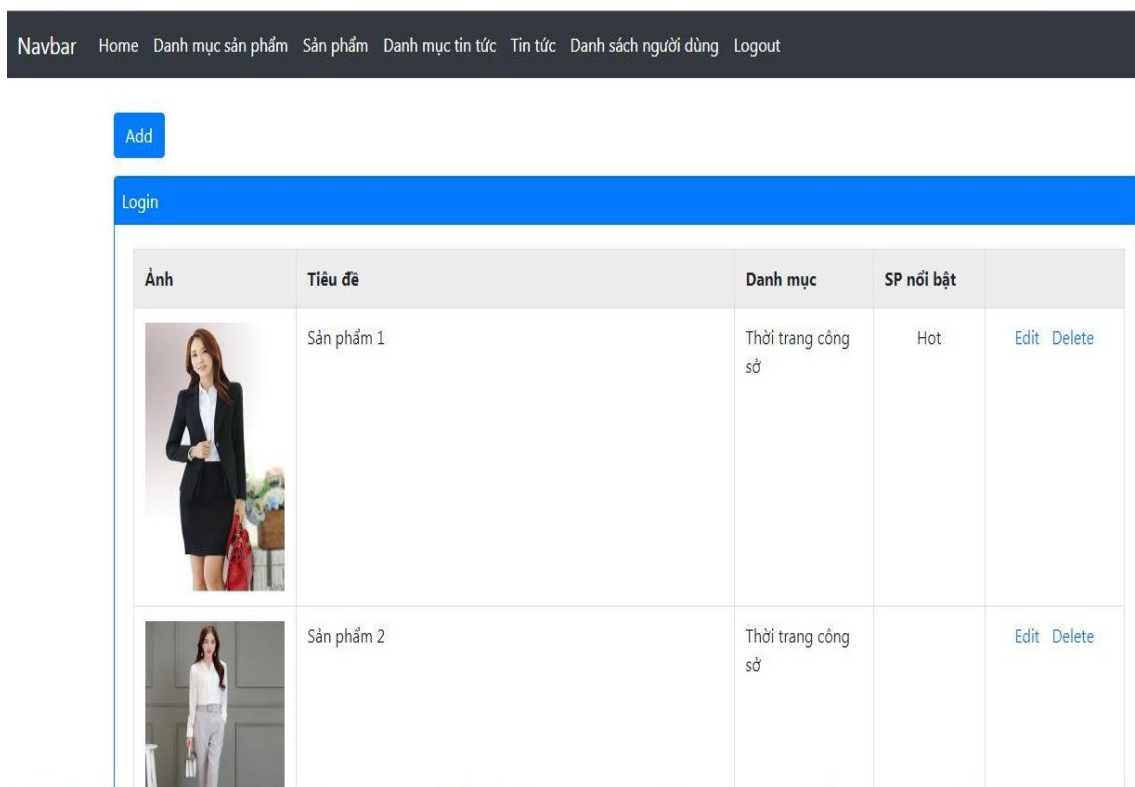 Navbar Home Danh mục sản phẩm Sản phẩm Danh mục tin tức Tin tức Danh sách người dùng Logout
Add
Login
Ảnh Tiêu đề Danh mục SP nổi bật
Sản phẩm 1 Thời trang công Hot Edit Delete
sở
Sản phẩm 2 Thời trang công Edit Delete
sở